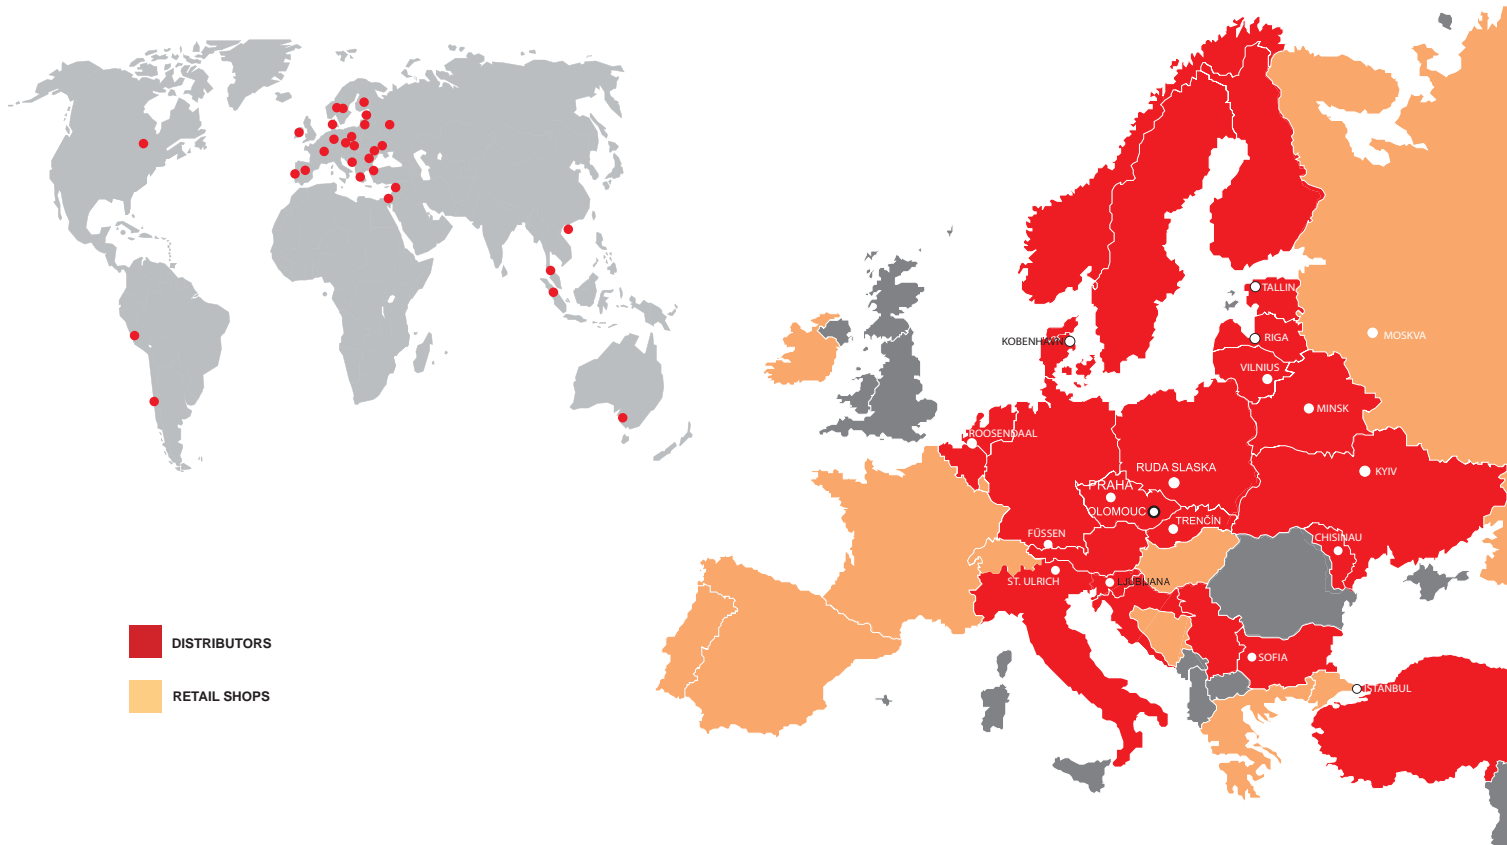 TALLIN
RIGA
MOSKVA
KOBENHAVN
VILNIUS
MINSK
ROOSENDAAL
RUDA SLASKA
KYIV
PRAHA
OLOMOUC
TRENČÍN
FÜSSEN
CHISINAU
ST. ULRICH
LJUBLJANA
DISTRIBUTORS
SOFIA
RETAIL SHOPS
ISTANBUL